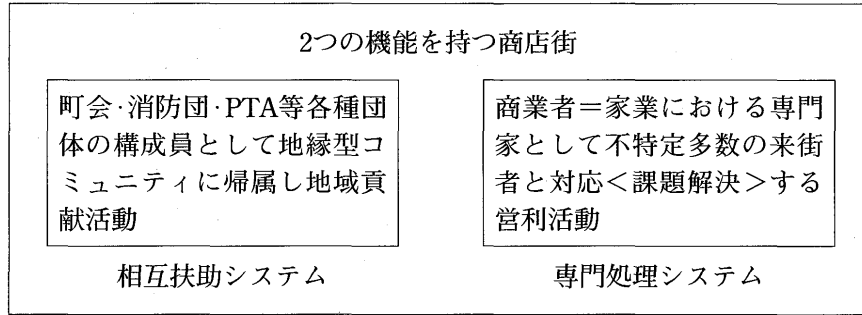 2つの機能を持つ商店街
町会·消防団·PTA等各種団
体の構成員として地縁型コ
ミュニティに帰属し地域貢
献活動
相互扶助システム
商業者＝家業における専門
家として不特定多数の来街
者と対応＜課題解決＞する
営利活動
専門処理システム